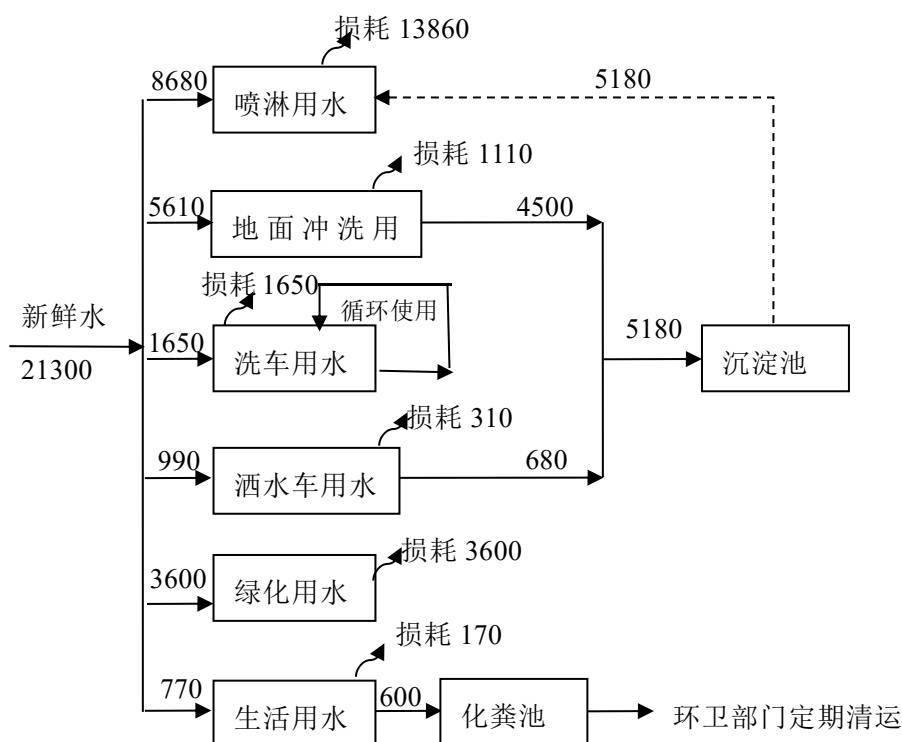 损耗 13860
8680
喷淋用水
5180
损耗 1110
5610
地面冲洗用
4500
损耗 1650
循环使用
新鲜水
21300
1650
洗车用水
5180
沉淀池
损耗 310
990
洒水车用水
680
损耗 3600
3600
绿化用水
损耗 170
770
生活用水
600
化粪池
环卫部门定期清运